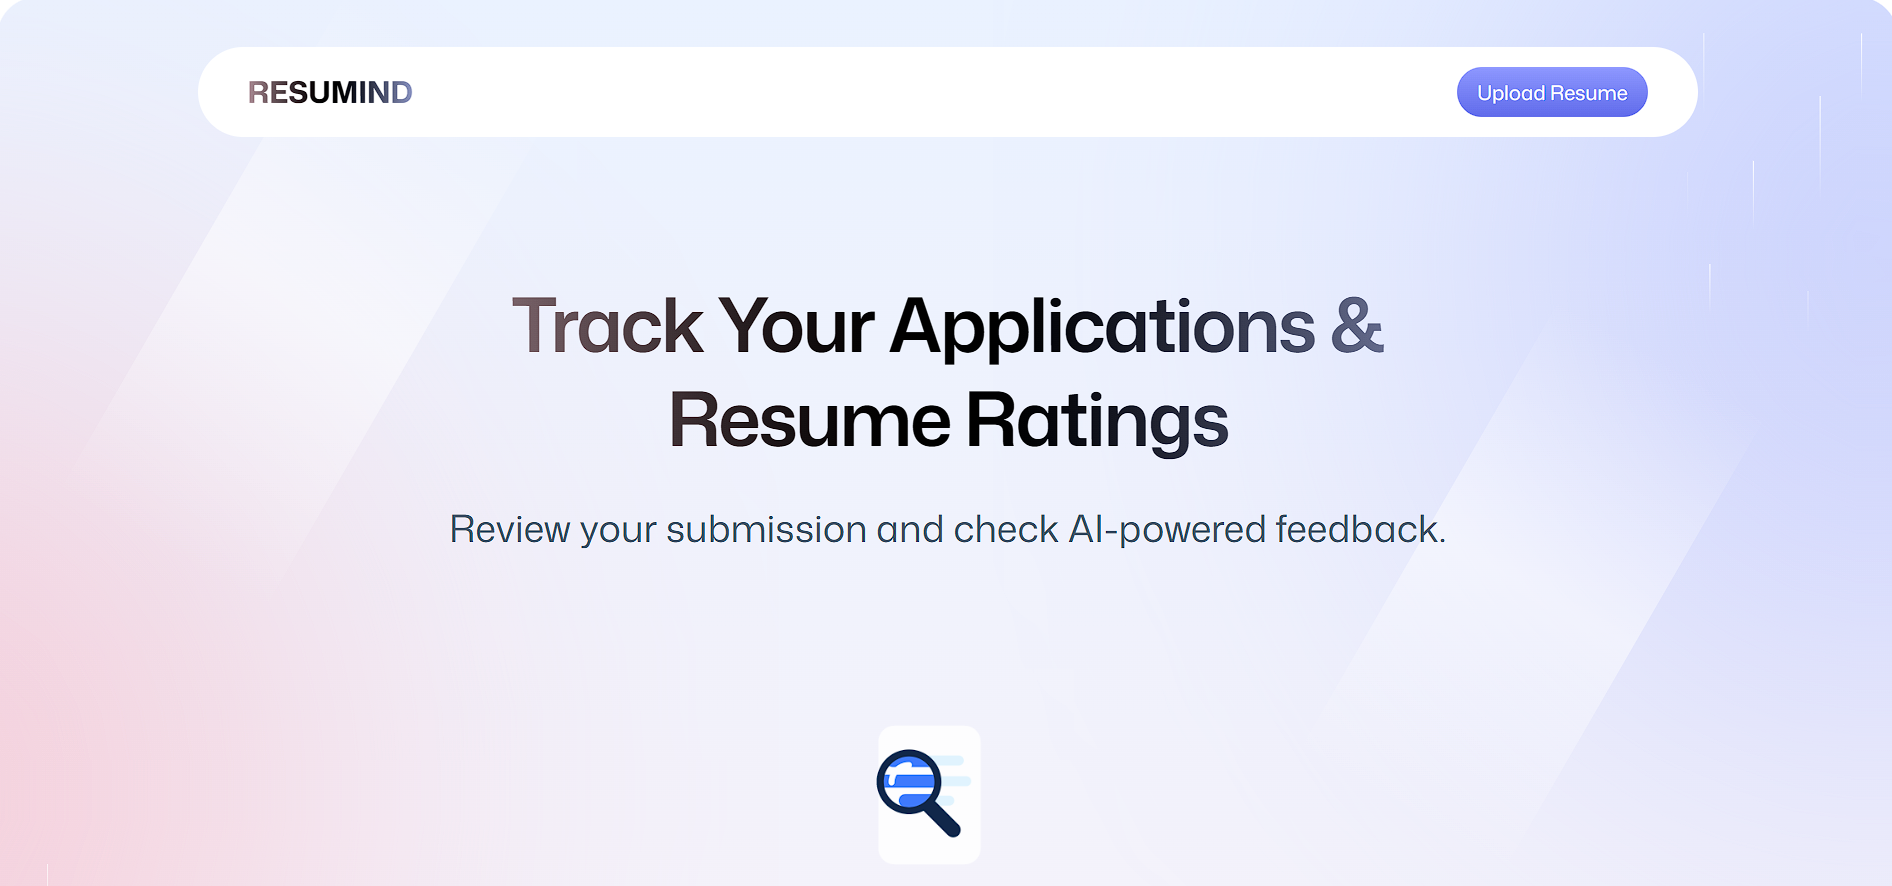 RESUMIND
Upload Resume
Track Your Applications &
Resume Ratings
Review your submission and check AI-powered feedback.